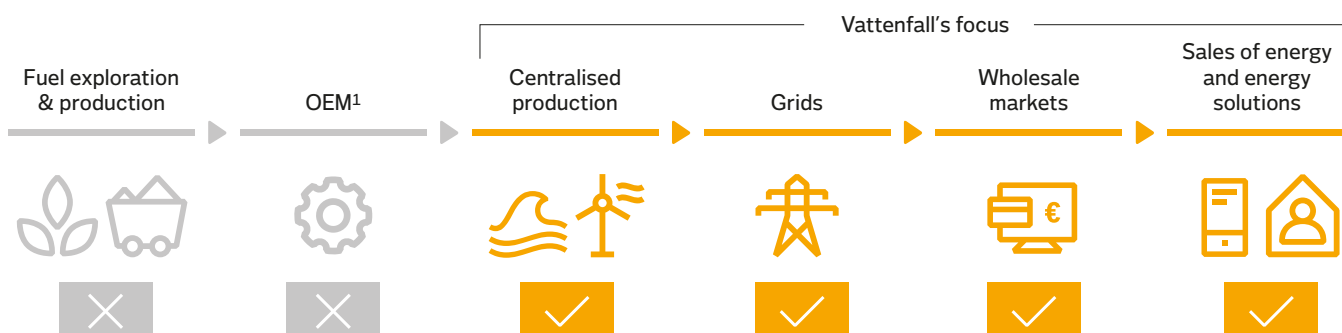 Vattenfall’s focus
Fuel exploration
& production
OEM1
Centralised
production
Grids
Wholesale
markets
Sales of energy
and energy
solutions
€